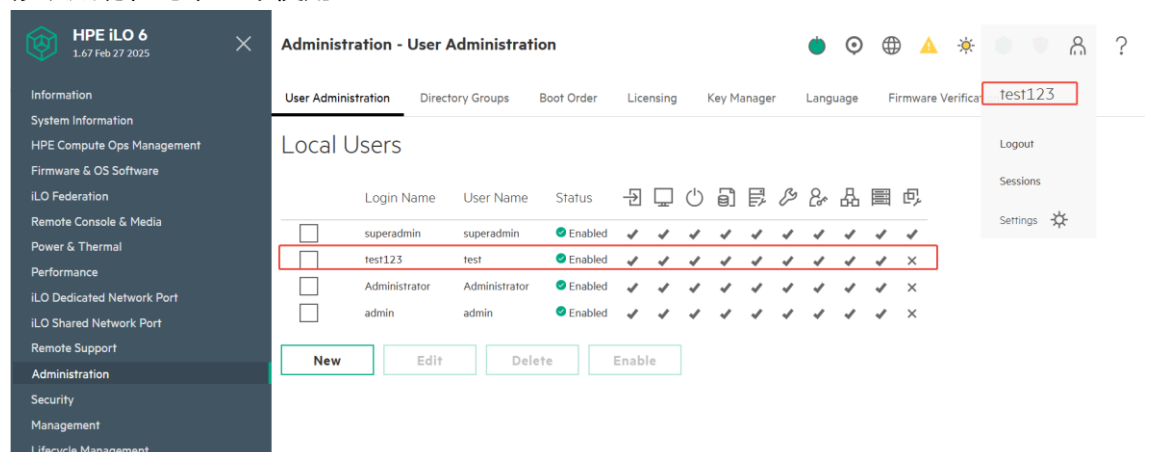 HPE iLO 6
1.67 Feb 27 2025
Administration - User Administration
User Administration Directory Groups Boot Order Licensing Key Manager Language Firmware Verifica
test123
Logout
Sessions
Settings
Information
System Information
HPE Compute Ops Management
Firmware & OS Software
iLO Federation
Remote Console & Media
Power & Thermal
Performance
iLO Dedicated Network Port
iLO Shared Network Port
Remote Support
Administration
Security
Management
Lifecycle Management
Local Users
Login Name User Name Status
superadmin superadmin Enabled
test123 test Enabled
Administrator Administrator Enabled
admin admin Enabled
New Edit Delete Enable